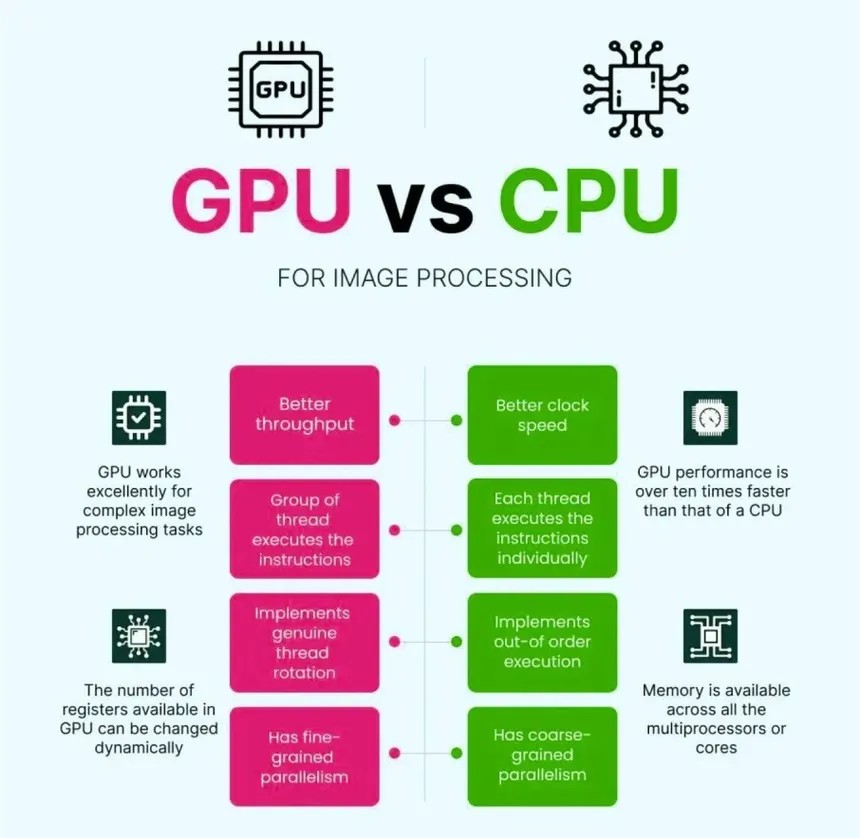 GPU
GPU vs CPU
FOR IMAGE PROCESSING
GPU works
excellently for
complex image
processing tasks
The number of
registers available in
GPU can be changed
dynamically
Better
throughput
Group of
thread
executes the
instructions
Implements
genuine
thread
rotation
Has fine-
grained
parallelism
Better clock
speed
Each thread
executes the
instructions
individually
Implements
out-of order
execution
Has coarse-
grained
parallelism
GPU performance is
over ten times faster
than that of a CPU
Memory is available
across all the
multiprocessors or
cores